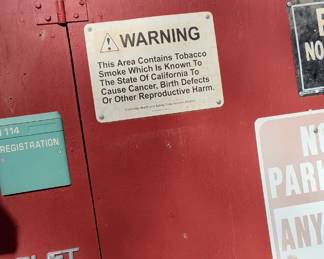 WARNING
This Area Contains Tobacco
Smoke Which Is Known To
The State Of California To
Cause Cancer, Birth Defects
Or Other Reproductive Harm.
114
REGISTRATION
NO
PARK
ANY